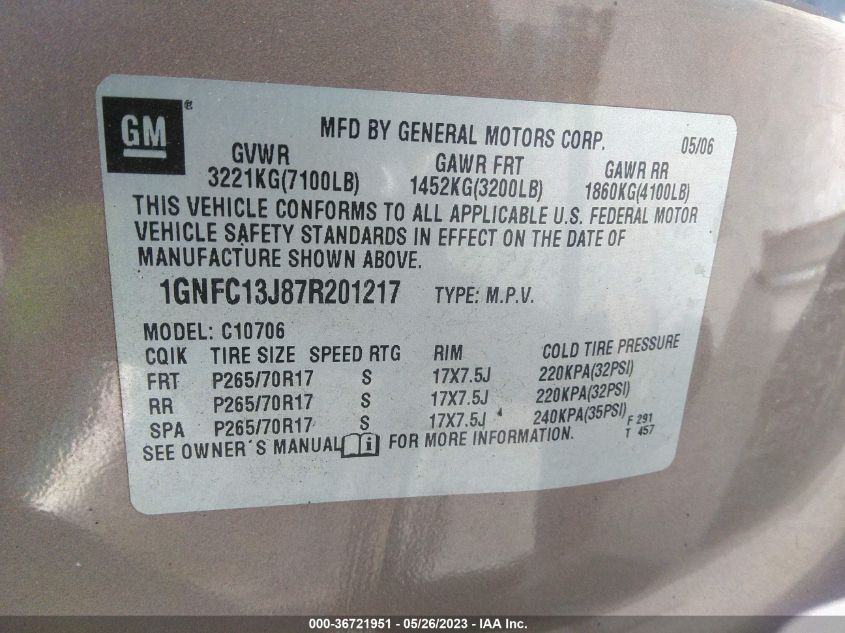 GM ®
MFD BY GENERAL MOTORS CORP. 05/06
GVWR GAWR FRT GAWR RR
3221KG(7100LB) 1452KG(3200LB) 1860KG(4100LB)
THIS VEHICLE CONFORMS TO ALL APPLICABLE U.S. FEDERAL MOTOR
VEHICLE SAFETY STANDARDS IN EFFECT ON THE DATE OF
MANUFACTURE SHOWN ABOVE.
1GNFC13J87R201217 TYPE: M.P.V.
MODEL: C10706
CQIK TIRE SIZE SPEED RTG RIM COLD TIRE PRESSURE
FRT P265/70R17 S 17X7.5J 220KPA(32PSI)
RR P265/70R17 S 17X7.5J 220KPA(32PSI)
SPA P265/70R17 S 17X7.5J 240KPA(35PSI) F 291
SEE OWNER'S MANUAL i FOR MORE INFORMATION. T 457
000-36721951 - 05/26/2023 - IAA Inc.